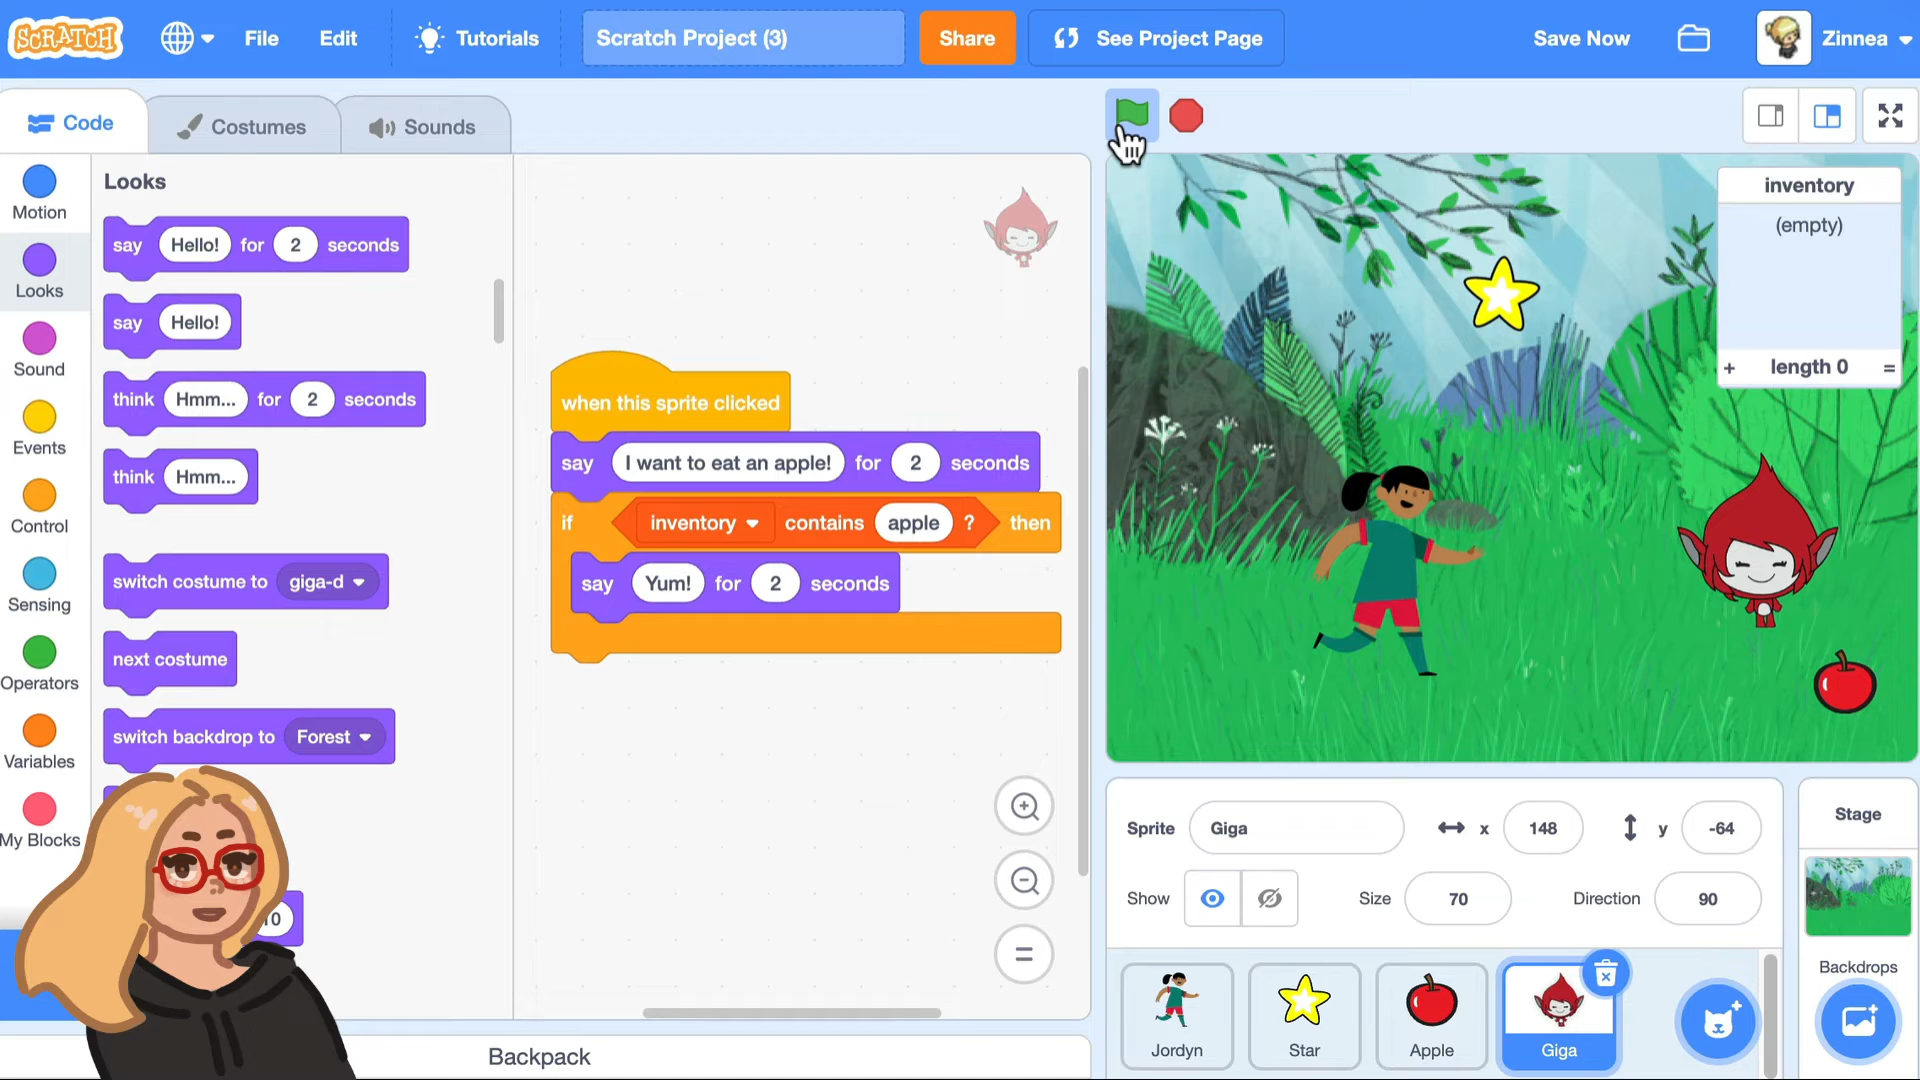 SCRATCH
File
Edit
Tutorials
Scratch Project (3)
Share
See Project Page
Save Now
Zinnea
Code
Costumes
Sounds
Motion
Looks
Sound
Events
Control
Sensing
Operators
Variables
My Blocks
Looks
say Hello! for 2 seconds
say Hello!
think Hmm... for 2 seconds
think Hmm...
switch costume to giga-d
next costume
switch backdrop to Forest
10
when this sprite clicked
say I want to eat an apple! for 2 seconds
if inventory contains apple ? then
say Yum! for 2 seconds
Backpack
inventory
(empty)
+ length 0 =
Sprite Giga x 148 y -64
Show Size 70 Direction 90
Jordyn
Star
Apple
Giga
Stage
Backdrops